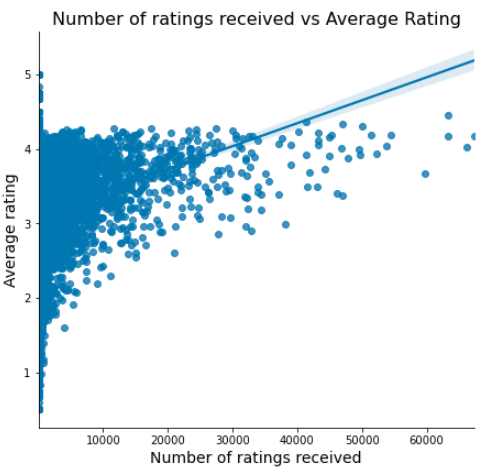 Number of ratings received vs Average Rating
Average rating
5
4
3
2
1
10000 20000 30000 40000 50000 60000
Number of ratings received